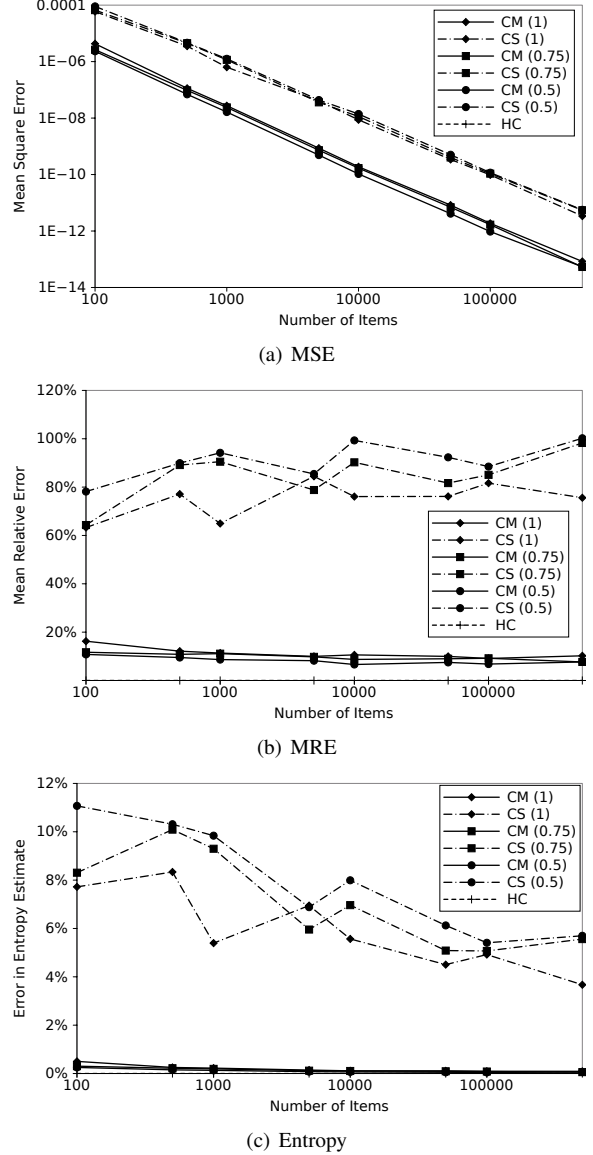 0.0001
1E−06
1E−08
1E−10
1E−12
1E−14
Mean Square Error
100 1000 10000 100000
Number of Items
CM (1)
CS (1)
CM (0.75)
CS (0.75)
CM (0.5)
CS (0.5)
HC
(a) MSE
120%
100%
80%
60%
40%
20%
Mean Relative Error
100 1000 10000 100000
Number of Items
CM (1)
CS (1)
CM (0.75)
CS (0.75)
CM (0.5)
CS (0.5)
HC
(b) MRE
12%
10%
8%
6%
4%
2%
0%
Error in Entropy Estimate
100 1000 10000 100000
Number of Items
CM (1)
CS (1)
CM (0.75)
CS (0.75)
CM (0.5)
CS (0.5)
HC
(c) Entropy